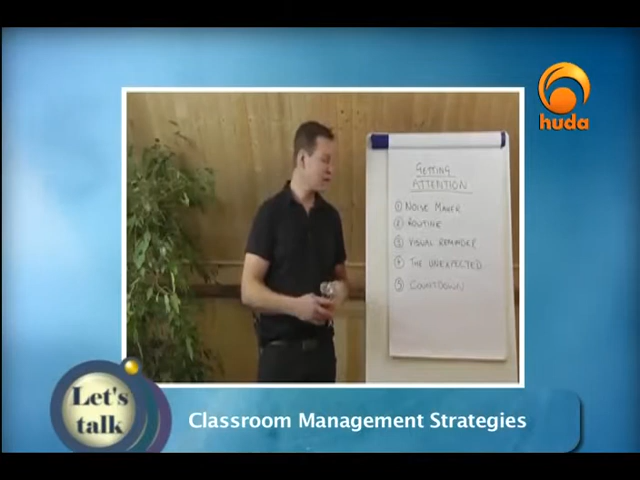 huda
GETTING
ATTENTION
① NOISE MAKER
② ROUTINE
③ VISUAL REMINDER
④ THE UNEXPECTED
⑤ COUNTDOWN
Let's
talk
Classroom Management Strategies